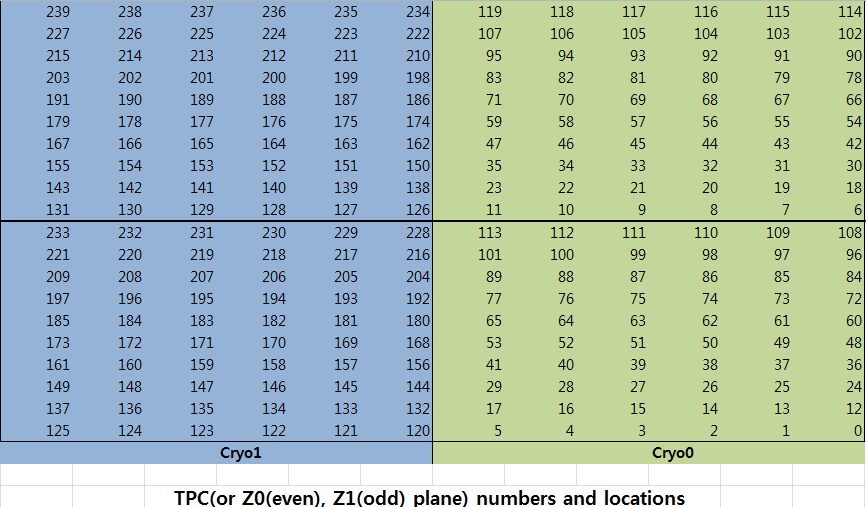 239 238 237 236 235 234 119 118 117 116 115 114
227 226 225 224 223 222 107 106 105 104 103 102
215 214 213 212 211 210 95 94 93 92 91 90
203 202 201 200 199 198 83 82 81 80 79 78
191 190 189 188 187 186 71 70 69 68 67 66
179 178 177 176 175 174 59 58 57 56 55 54
167 166 165 164 163 162 47 46 45 44 43 42
155 154 153 152 151 150 35 34 33 32 31 30
143 142 141 140 139 138 23 22 21 20 19 18
131 130 129 128 127 126 11 10 9 8 7 6
233 232 231 230 229 228 113 112 111 110 109 108
221 220 219 218 217 216 101 100 99 98 97 96
209 208 207 206 205 204 89 88 87 86 85 84
197 196 195 194 193 192 77 76 75 74 73 72
185 184 183 182 181 180 65 64 63 62 61 60
173 172 171 170 169 168 53 52 51 50 49 48
161 160 159 158 157 156 41 40 39 38 37 36
149 148 147 146 145 144 29 28 27 26 25 24
137 136 135 134 133 132 17 16 15 14 13 12
125 124 123 122 121 120 5 4 3 2 1 0
Cryo1 Cryo0
TPC(or Z0(even), Z1(odd) plane) numbers and locations